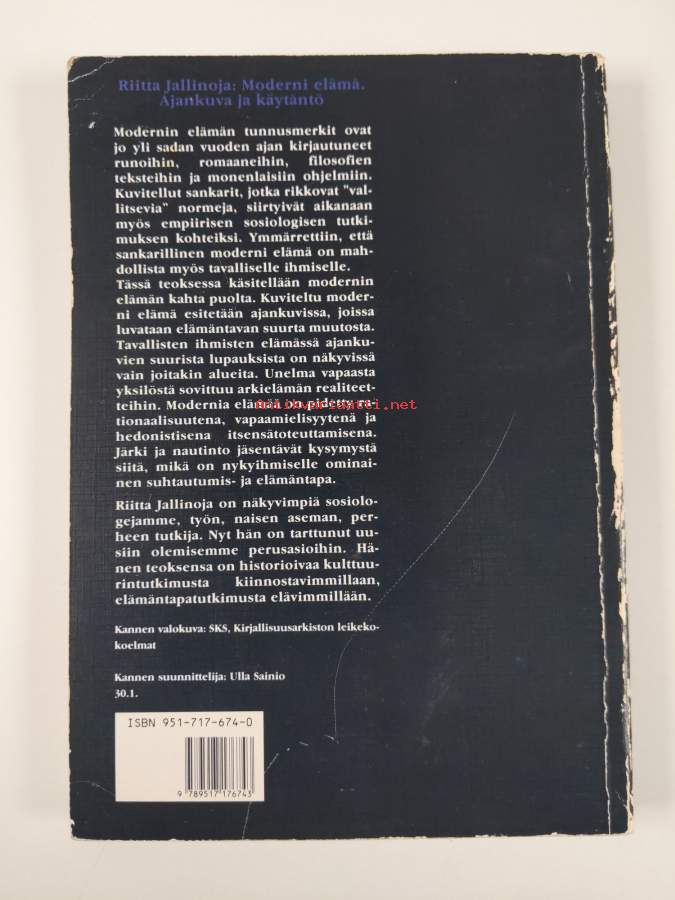 Riitta Jallinoja: Moderni elämä.
Ajankuva ja käytäntö
Modernin elämän tunnusmerkit ovat
jo yli sadan vuoden ajan kirjautuneet
runoihin, romaaneihin, filosofien
teksteihin ja monenlaisiin ohjelmiin.
Kuvitellut sankarit, jotka rikkovat "val-
litsevia" normeja, siirtyivät aikanaan
myös empiirisen sosiologisen tutki-
muksen kohteiksi. Ymmärrettiin, että
sankarillinen moderni elämä on mah-
dollista myös tavalliselle ihmiselle.
Tässä teoksessa käsitellään modernin
elämän kahta puolta. Kuviteltu moder-
ni elämä esitetään ajankuvissa, joissa
luvataan elämäntavan suurta muutosta.
Tavallisten ihmisten elämässä ajanku-
vien suurista lupauksista on näkyvissä
vain joitakin alueita. Unelma vapaasta
yksilöstä sovittuu arkielämän realiteet-
teihin. Modernia elämää on pidetty ra-
Antikvariaatti.net
tionaalisuutena, vapaamielisyytenä ja
hedonistisena itsensätoteuttamisena.
Järki ja nautinto jäsentävät kysymystä
siitä, mikä on nykyihmiselle ominai-
nen suhtautumis- ja elämäntapa.
Riitta Jallinoja on näkyvimpiä sosiolo-
gejamme, työn, naisen aseman, per-
heen tutkija. Nyt hän on tarttunut uu-
siin olemisemme perusasioihin. Hä-
nen teoksensa on historioivaa kulttuu-
rintutkimusta kiinnostavimmillaan,
elämäntapatutkimusta elävimmillään.
Kannen valokuva: SKS, Kirjallisuusarkiston leikeko-
koelmat
Kannen suunnittelija: Ulla Sainio
30.1.
ISBN 951-717-674-0
9 789517 176743